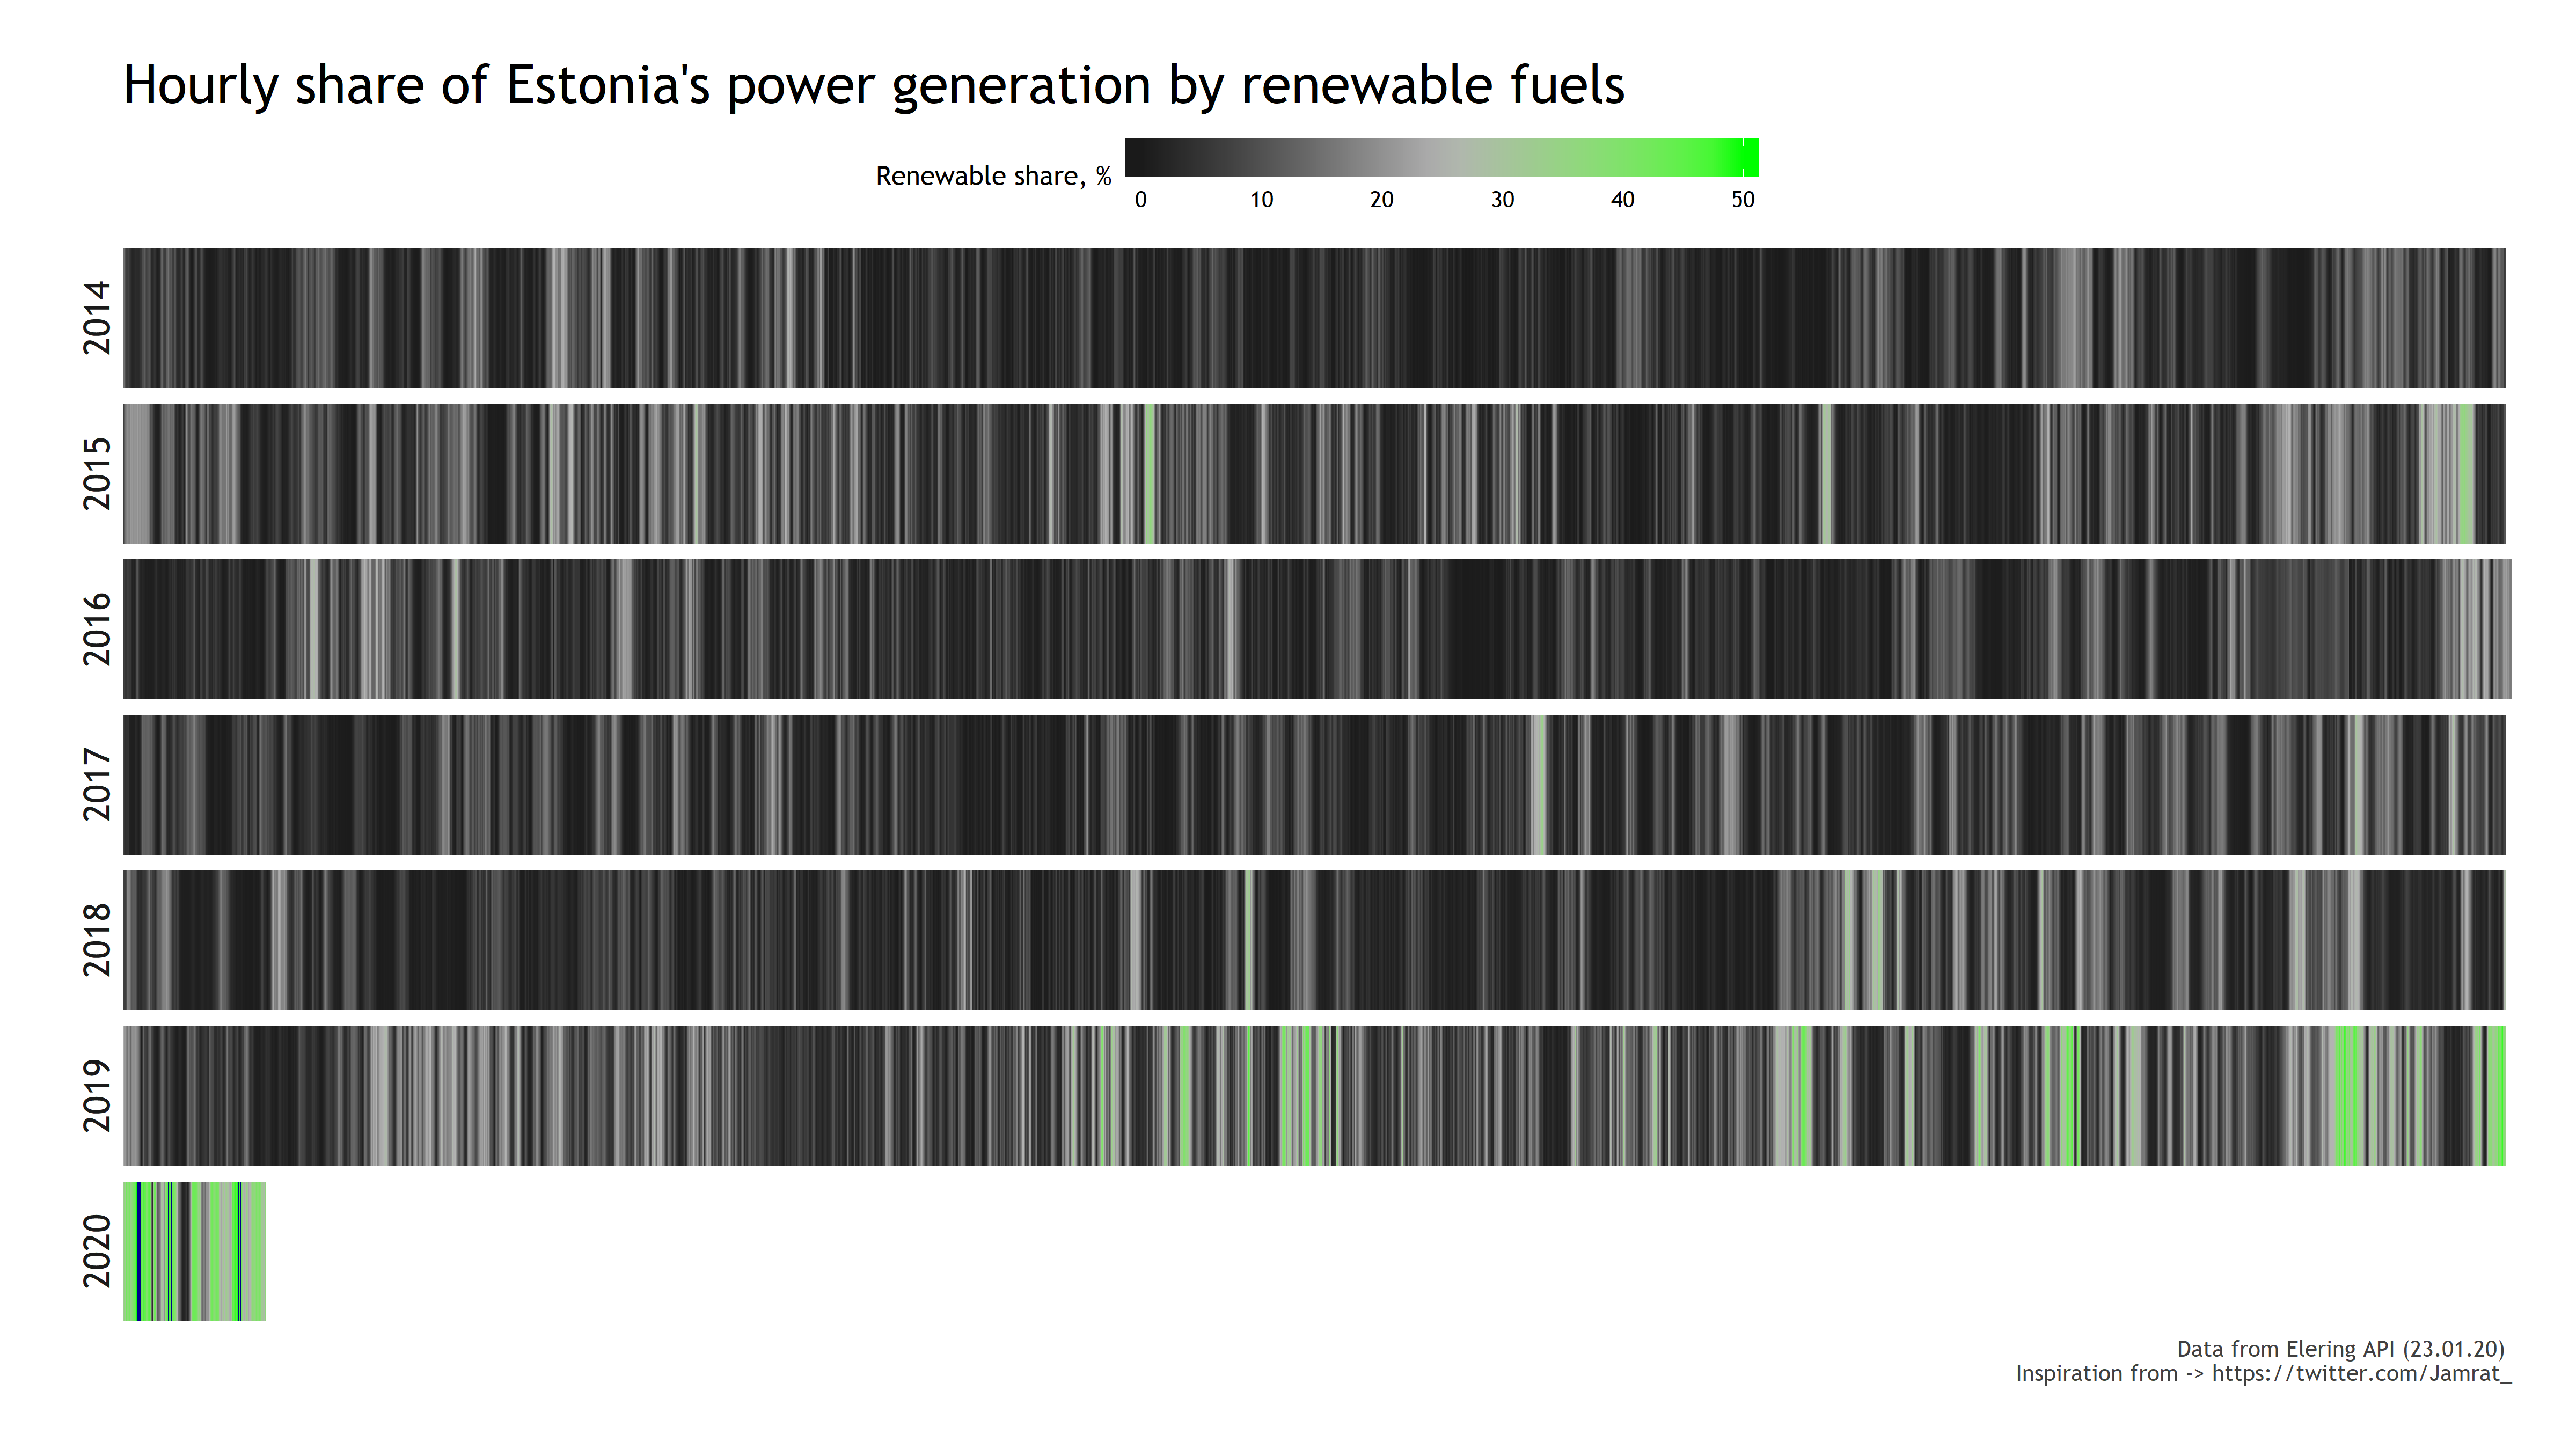 Hourly share of Estonia's power generation by renewable fuels
Renewable share, %
0 10 20 30 40 50
2014
2015
2016
2017
2018
2019
2020
Data from Elering API (23.01.20)
Inspiration from -> https://twitter.com/Jamrat_